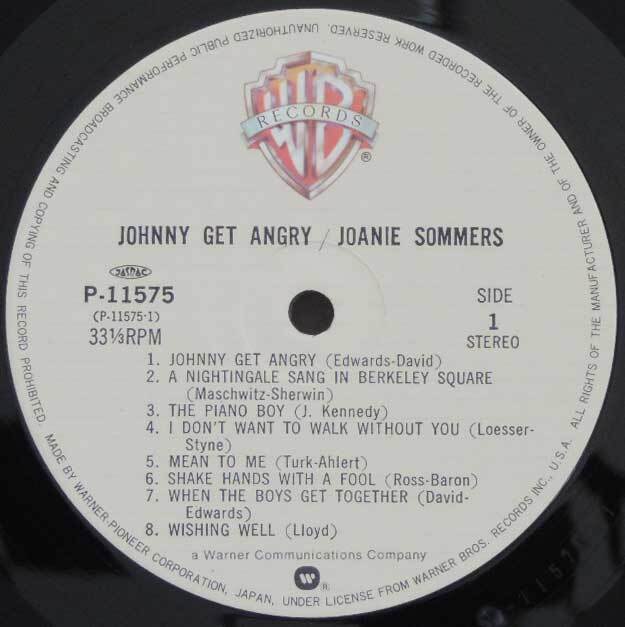 UNAUTHORIZED PUBLIC PERFORMANCE BROADCASTING AND COPYING OF THIS RECORD PROHIBITED.
ALL RIGHTS OF THE MANUFACTURER AND OF THE OWNER OF THE RECORDED WORK RESERVED.
WB
RECORDS
®
JOHNNY GET ANGRY / JOANIE SOMMERS
JASRAC
P-11575
(P-11575-1)
33⅓RPM
SIDE
1
STEREO
1. JOHNNY GET ANGRY (Edwards-David)
2. A NIGHTINGALE SANG IN BERKELEY SQUARE
(Maschwitz-Sherwin)
3. THE PIANO BOY (J. Kennedy)
4. I DON'T WANT TO WALK WITHOUT YOU (Loesser-
Styne)
5. MEAN TO ME (Turk-Ahlert)
6. SHAKE HANDS WITH A FOOL (Ross-Baron)
7. WHEN THE BOYS GET TOGETHER (David-
Edwards)
8. WISHING WELL (Lloyd)
a Warner Communications Company
MADE BY WARNER-PIONEER CORPORATION, JAPAN, UNDER LICENSE FROM WARNER BROS. RECORDS INC., U.S.A.